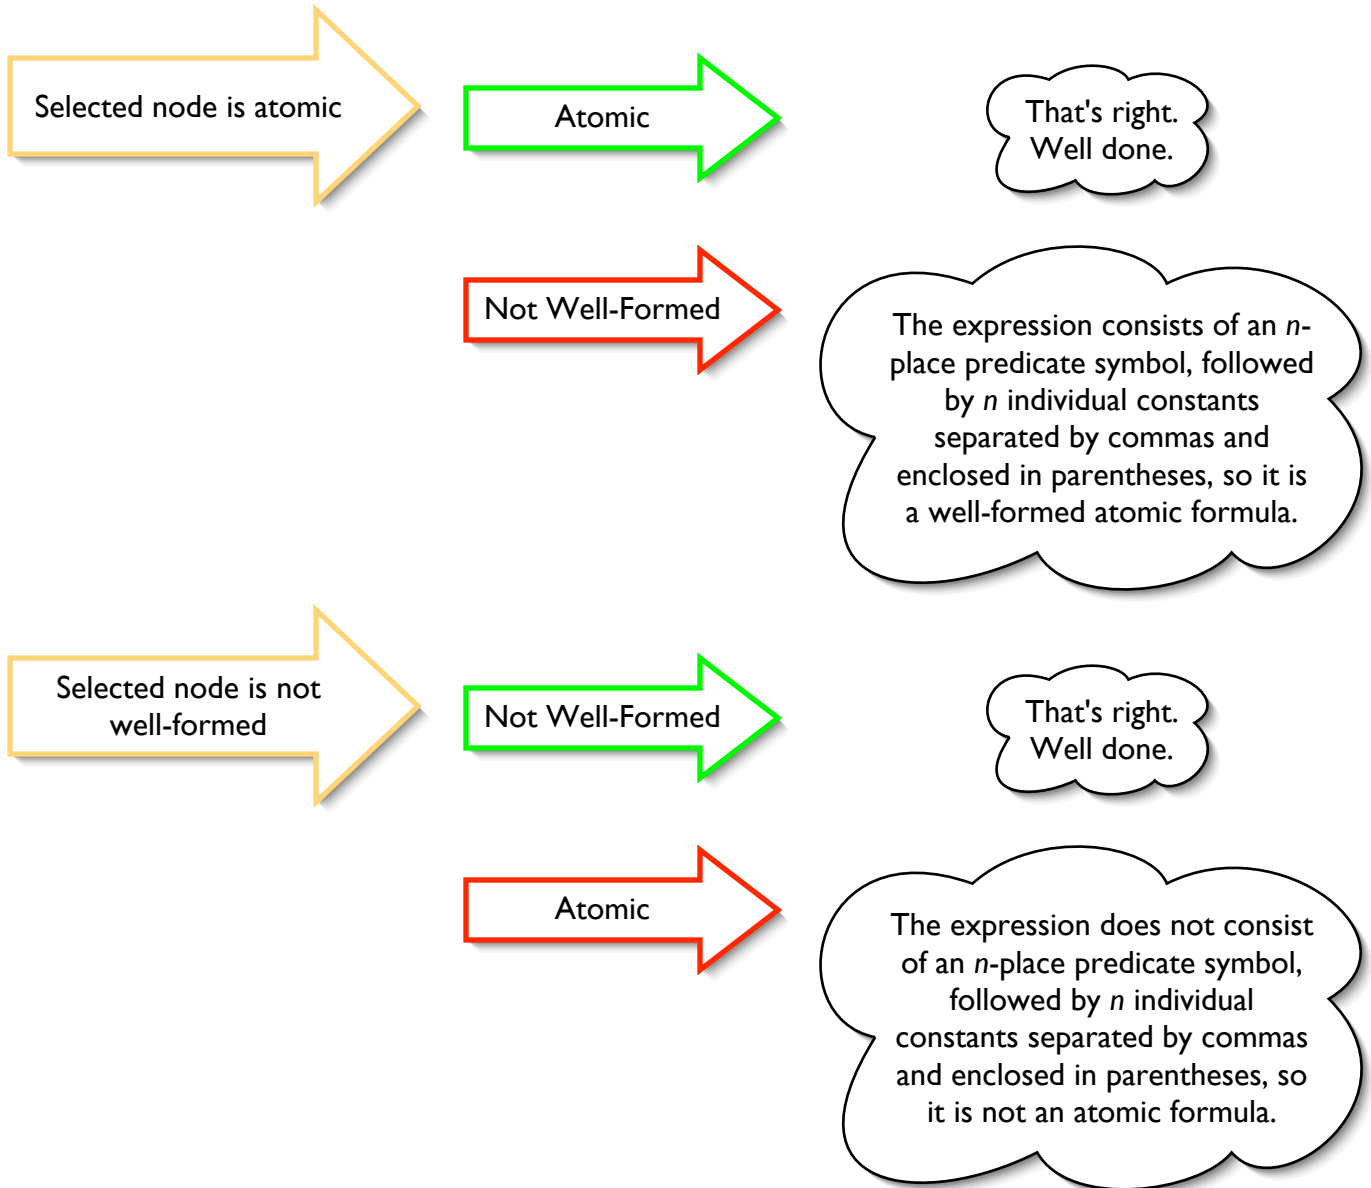 Selected node is atomic
Atomic
That's right.
Well done.
Not Well-Formed
The expression consists of an n-
place predicate symbol, followed
by n individual constants
separated by commas and
enclosed in parentheses, so it is
a well-formed atomic formula.
Selected node is not
well-formed
Not Well-Formed
That's right.
Well done.
Atomic
The expression does not consist
of an n-place predicate symbol,
followed by n individual
constants separated by commas
and enclosed in parentheses, so
it is not an atomic formula.